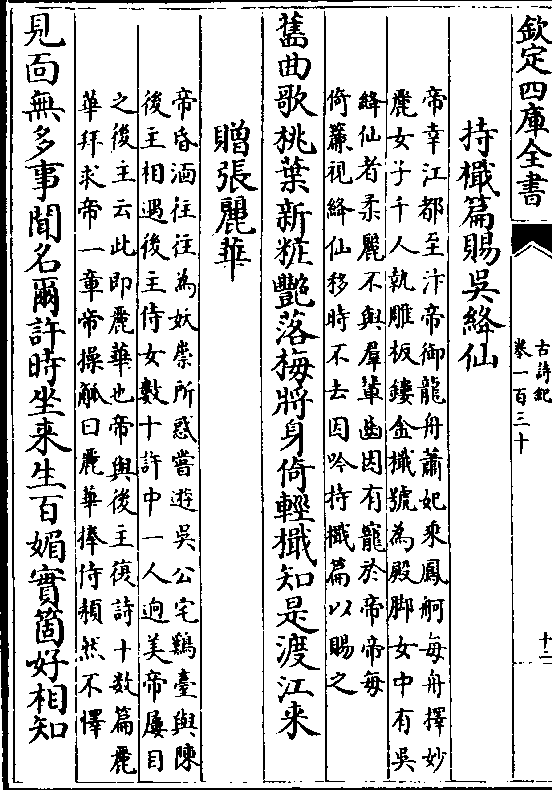 欽定四庫全書
古詩紀
卷一百三十
十二
持檝篇賜吳絳仙
帝幸江都至汴帝御龍舟蕭妃乘鳳舸每舟擇妙
麗女子千人執雕板鏤金檝號為殿脚女中有吳
絳仙者柔麗不與羣輩齒因有寵於帝帝每
倚簾視絳仙移時不去因吟持檝篇以賜之
舊曲歌桃葉新粧艷落梅將身倚輕檝知是渡江来
贈張麗華
帝昏湎往往為妖祟所惑嘗遊吳公宅鷄臺與陳
後主相遇後主侍女數十許中一人逈美帝屢目
之後主云此即麗華也帝與後主復詩十数篇麗
華拜求帝一章帝操觚曰麗華捧侍頩然不懌
見面無多事聞名爾許時坐来生百媚實箇好相知